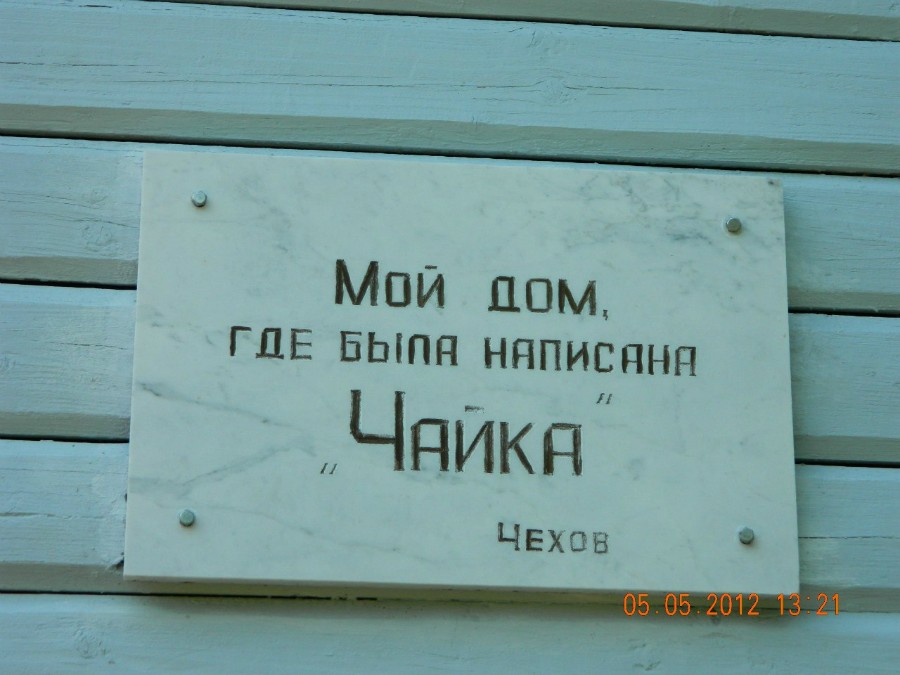 Мой дом,
где была написана
„Чайка"
Чехов
05.05.2012 13:21